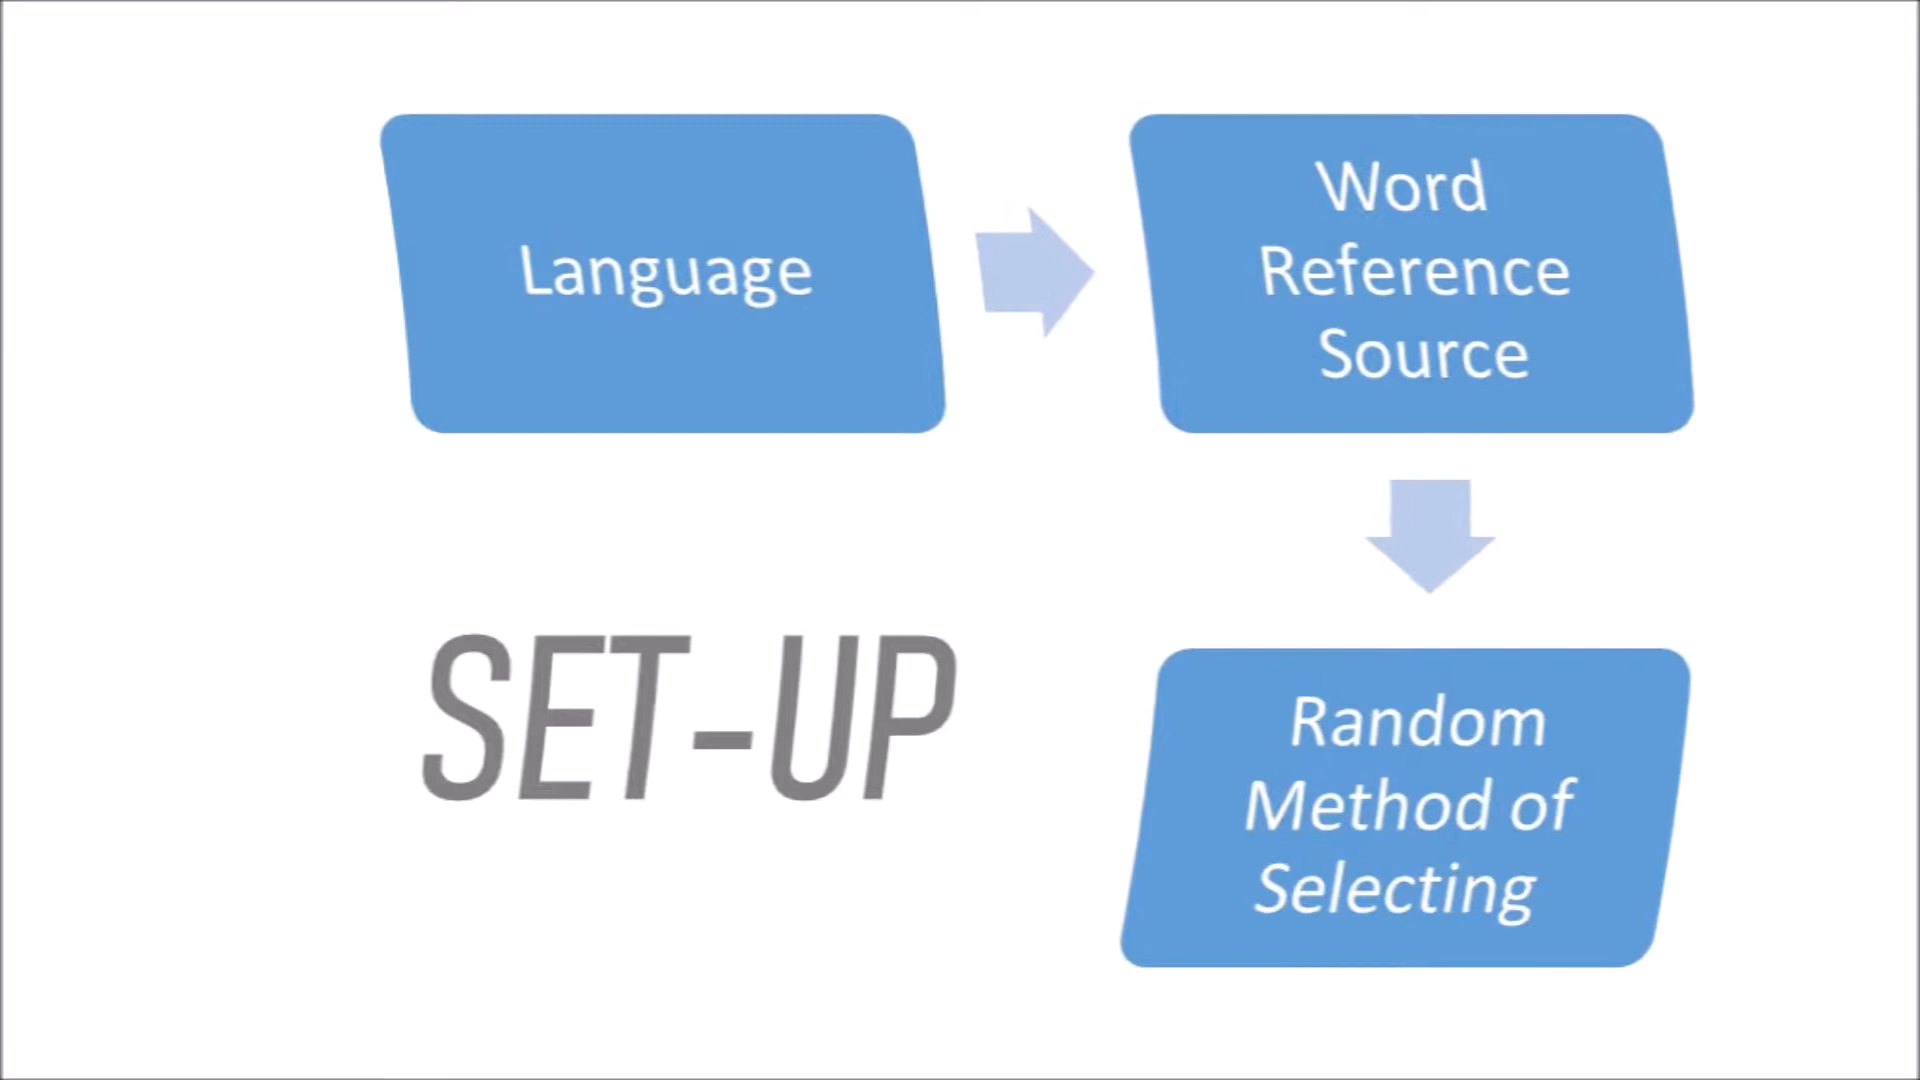 Language
Word
Reference
Source
SET-UP
Random
Method of
Selecting